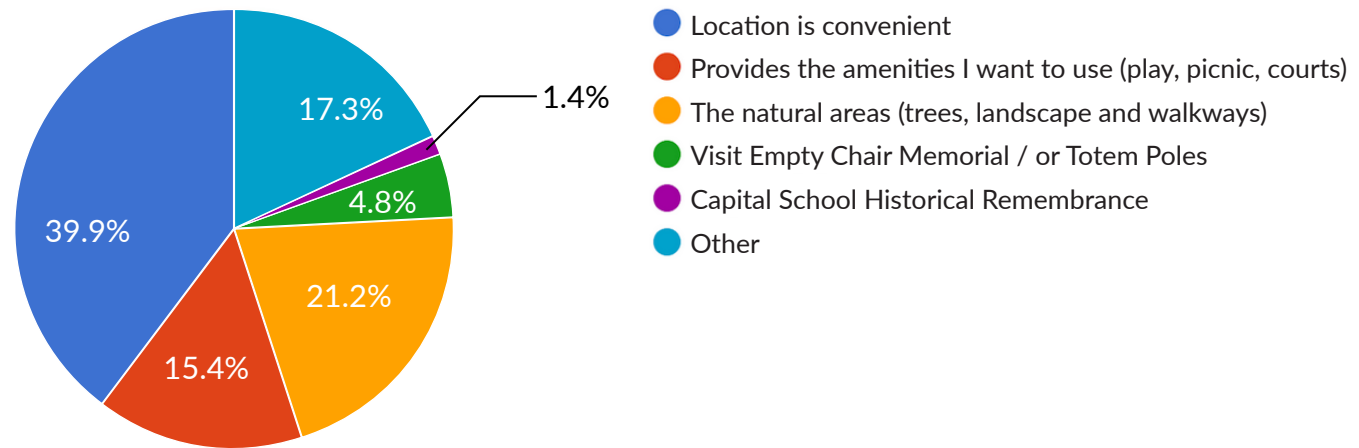 Location is convenient
Provides the amenities I want to use (play, picnic, courts)
The natural areas (trees, landscape and walkways)
Visit Empty Chair Memorial / or Totem Poles
Capital School Historical Remembrance
Other
17.3%
1.4%
4.8%
39.9%
21.2%
15.4%